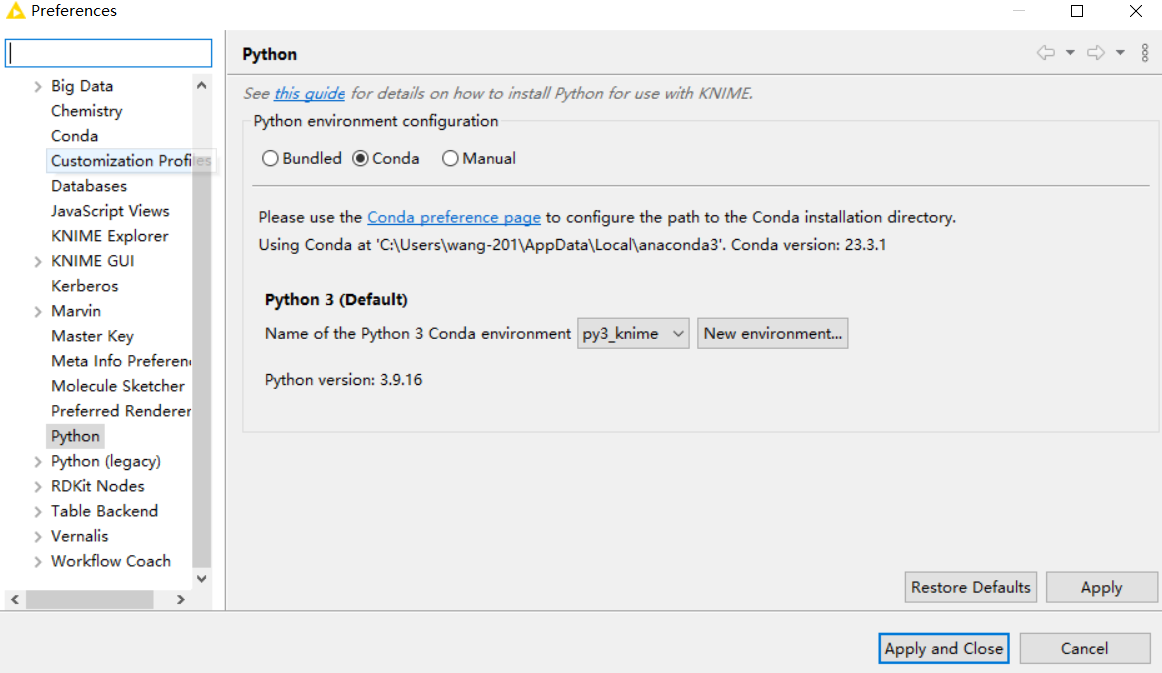 Preferences
Big Data
Chemistry
Conda
Customization Profiles
Databases
JavaScript Views
KNIME Explorer
KNIME GUI
Kerberos
Marvin
Master Key
Meta Info Preferen
Molecule Sketcher
Preferred Renderer
Python
Python (legacy)
RDKit Nodes
Table Backend
Vernalis
Workflow Coach
Python
See this guide for details on how to install Python for use with KNIME.
Python environment configuration
Bundled Conda Manual
Please use the Conda preference page to configure the path to the Conda installation directory.
Using Conda at 'C:\Users\wang-201\AppData\Local\anaconda3'. Conda version: 23.3.1
Python 3 (Default)
Name of the Python 3 Conda environment py3_knime New environment...
Python version: 3.9.16
Restore Defaults Apply
Apply and Close Cancel